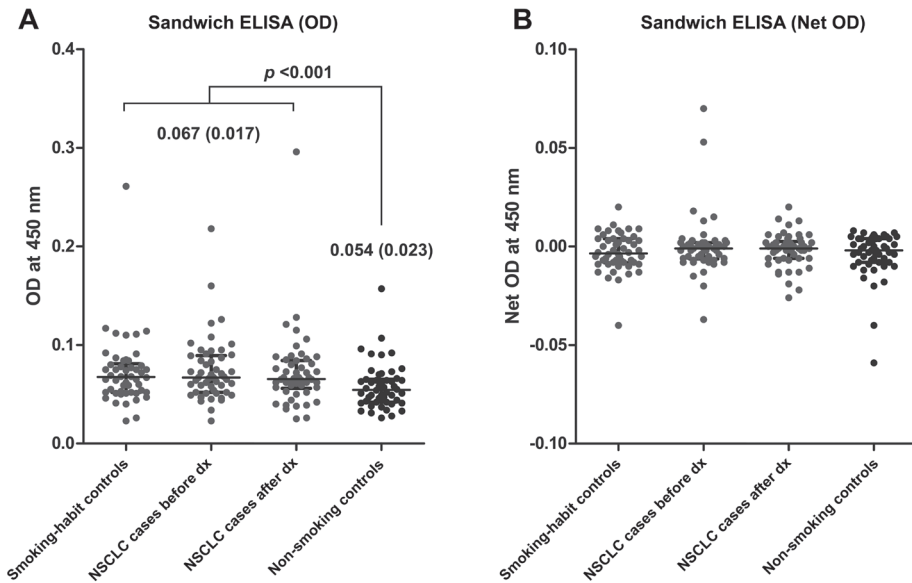 A
Sandwich ELISA (OD)
OD at 450 nm
0.4
0.3
0.2
0.1
0.0
p <0.001
0.067 (0.017)
0.054 (0.023)
Smoking-habit controls
NSCLC cases before dx
NSCLC cases after dx
Non-smoking controls
B
Sandwich ELISA (Net OD)
Net OD at 450 nm
0.10
0.05
0.00
-0.05
-0.10
Smoking-habit controls
NSCLC cases before dx
NSCLC cases after dx
Non-smoking controls